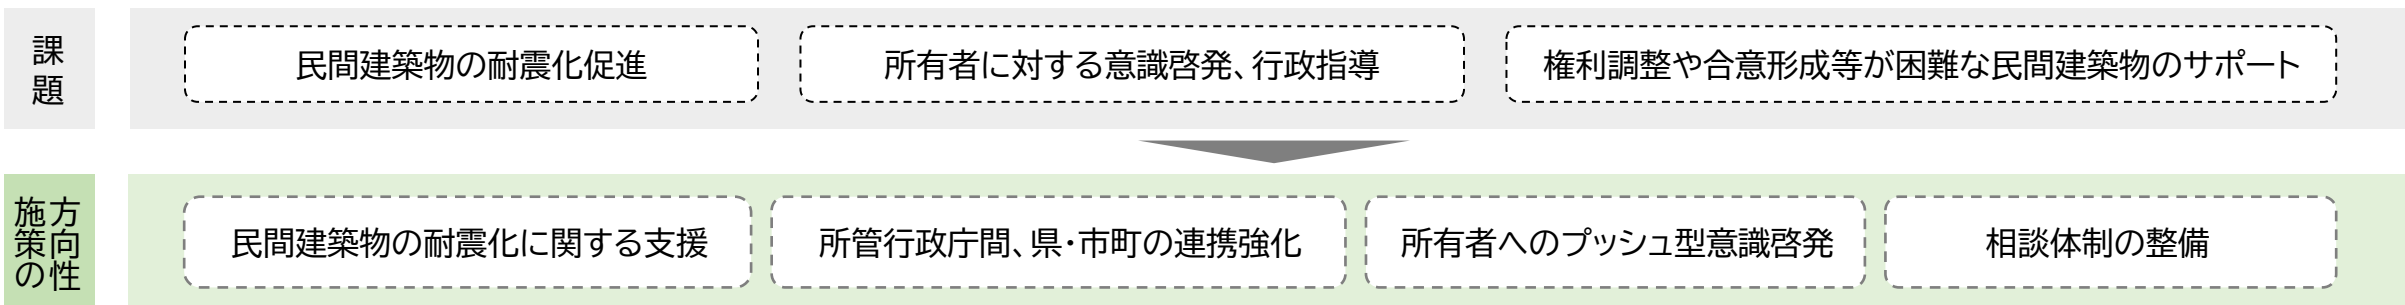 課題
民間建築物の耐震化促進
所有者に対する意識啓発、行政指導
権利調整や合意形成等が困難な民間建築物のサポート
施策の
方向性
民間建築物の耐震化に関する支援
所管行政庁間、県・市町の連携強化
所有者へのプッシュ型意識啓発
相談体制の整備